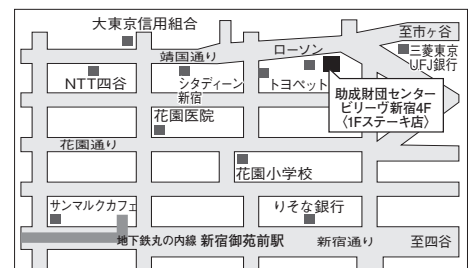 大東京信用組合
至市ヶ谷
靖国通り
ローソン
三菱東京
UFJ銀行
NTT四谷
シタディーン
新宿
トヨペット
助成財団センター
ビリーヴ新宿4F
〈1Fステーキ店〉
花園医院
花園通り
花園小学校
サンマルクカフェ
りそな銀行
地下鉄丸の内線 新宿御苑前駅
新宿通り
至四谷